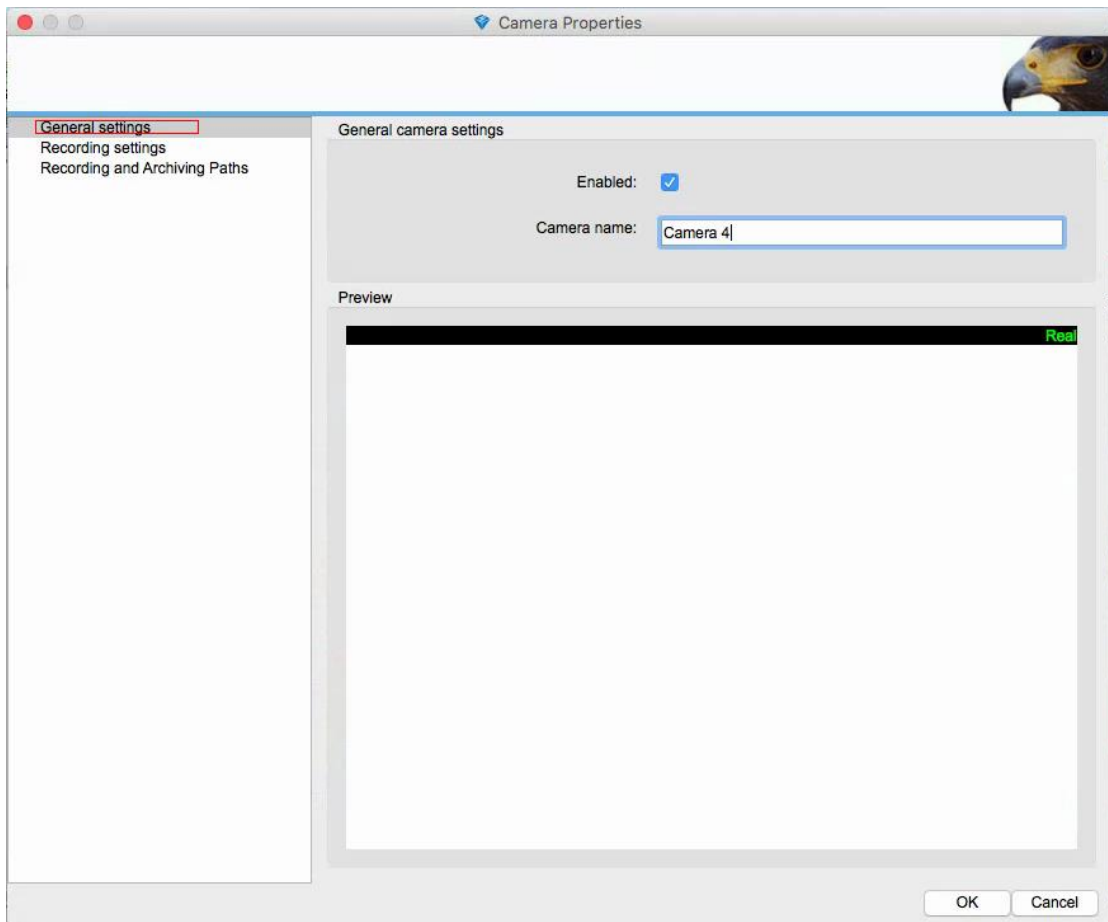 Camera Properties
General settings
Recording settings
Recording and Archiving Paths
General camera settings
Enabled:
Camera name: Camera 4
Preview
Real
OK Cancel